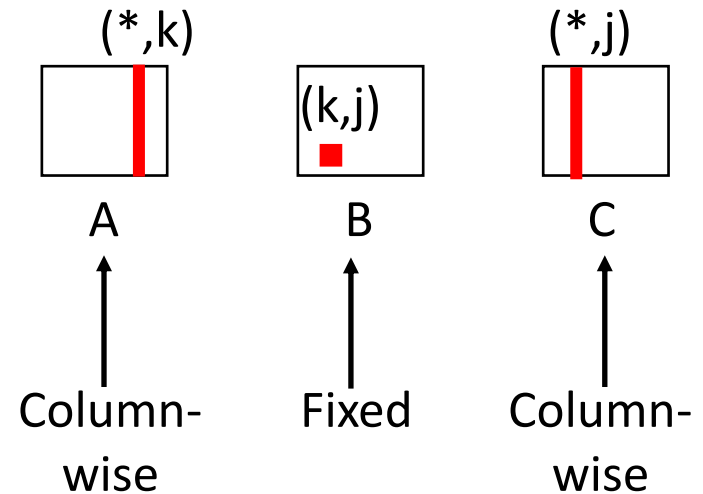 (*,k)
(*,j)
(k,j)
A
B
C
Column-
wise
Fixed
Column-
wise